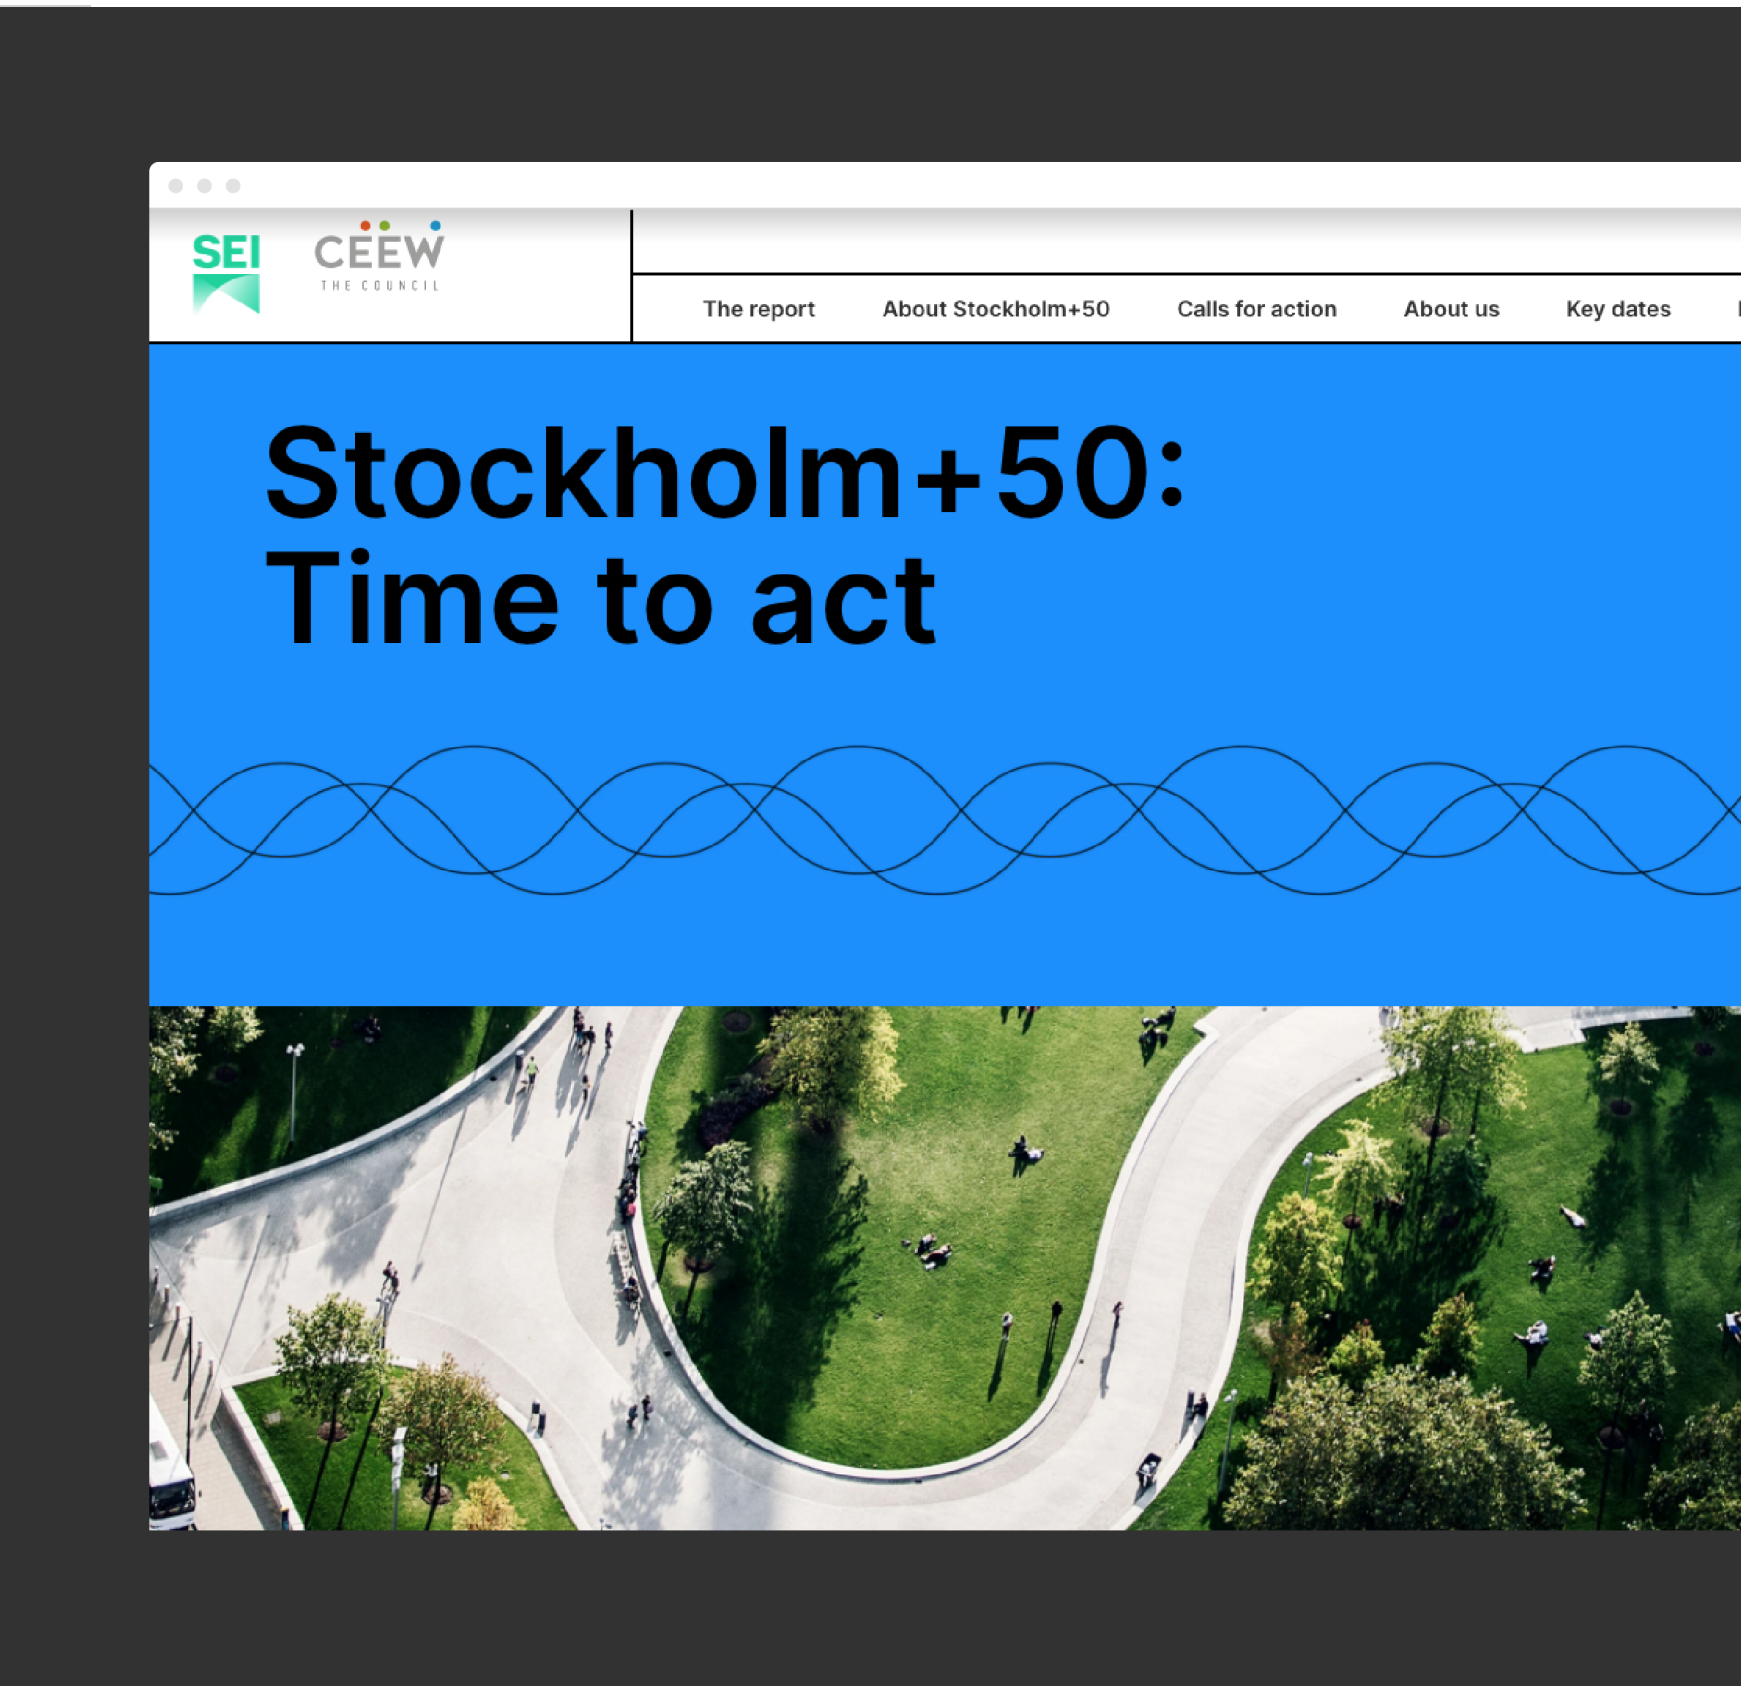 SEI
CEEW
THE COUNCIL
The report
About Stockholm+50
Calls for action
About us
Key dates
Stockholm+50:
Time to act